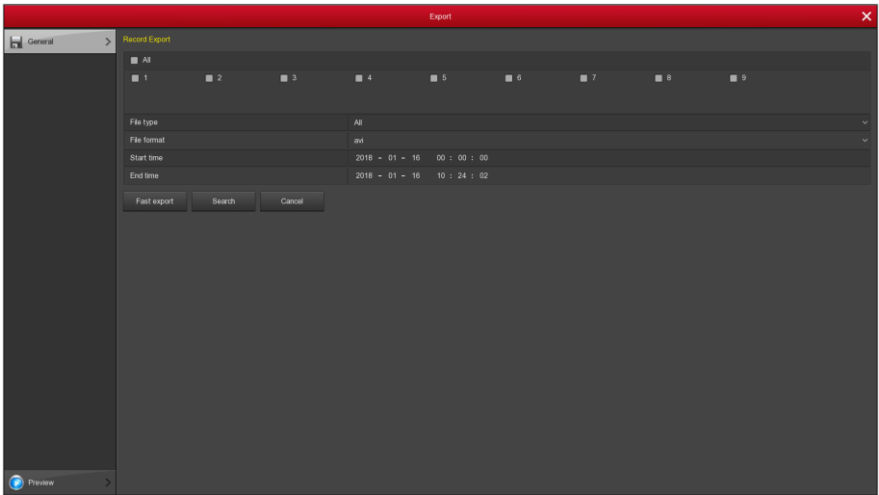 Export
General
Record Export
All
1 2 3 4 5 6 7 8 9
File type All
File format avi
Start time 2018 - 01 - 16 00 : 00 : 00
End time 2018 - 01 - 16 10 : 24 : 02
Fast export Search Cancel
Preview